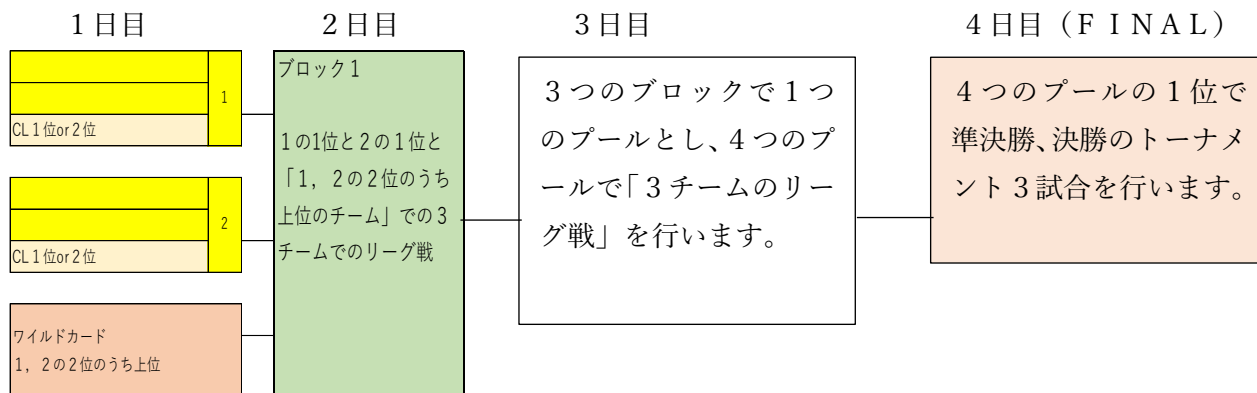 1日目
2日目
3日目
4日目(FINAL)
1
CL1位or2位
2
CL1位or2位
ワイルドカード
1,2の2位のうち上位
ブロック1
1の1位と2の1位と
「1,2の2位のうち
上位のチーム」での3
チームでのリーグ戦
3つのブロックで1つ
のプールとし、4つのプ
ールで「3チームのリー
グ戦」を行います。
4つのプールの1位で
準決勝、決勝のトーナメ
ント3試合を行います。